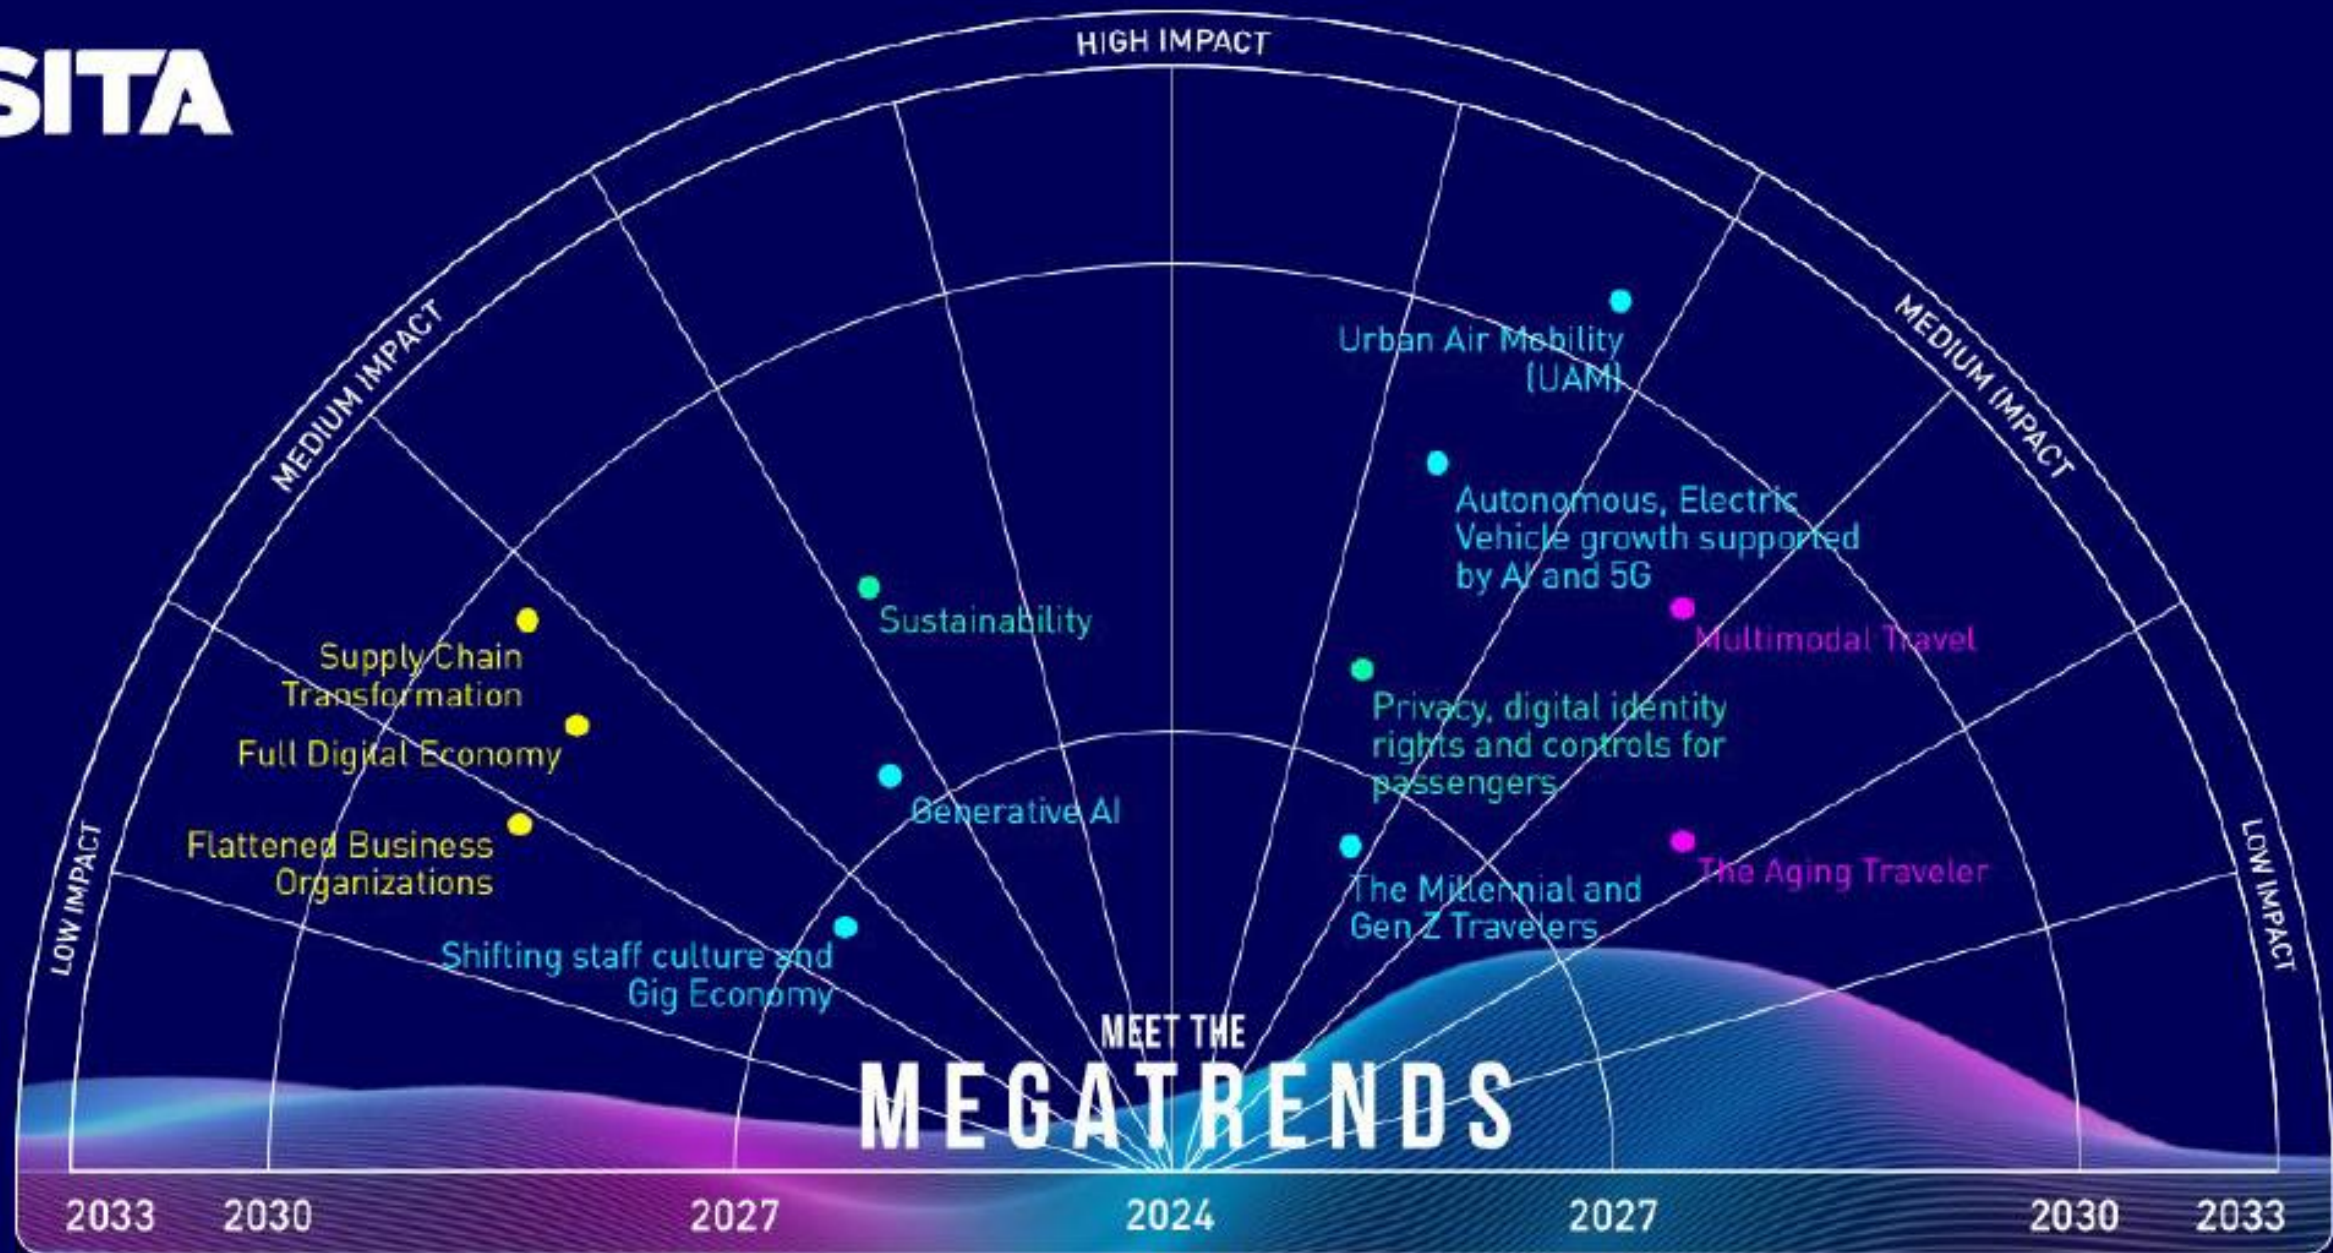 SITA
HIGH IMPACT
MEDIUM IMPACT
MEDIUM IMPACT
LOW IMPACT
LOW IMPACT
Urban Air Mobility
(UAM)
Autonomous, Electric
Vehicle growth supported
by AI and 5G
Sustainability
Multimodal Travel
Supply Chain
Transformation
Full Digital Economy
Privacy, digital identity
rights and controls for
passengers
Generative AI
Flattened Business
Organizations
The Millennial and
Gen Z Travelers
The Aging Traveler
Shifting staff culture and
Gig Economy
MEET THE
MEGATRENDS
2033 2030 2027 2024 2027 2030 2033